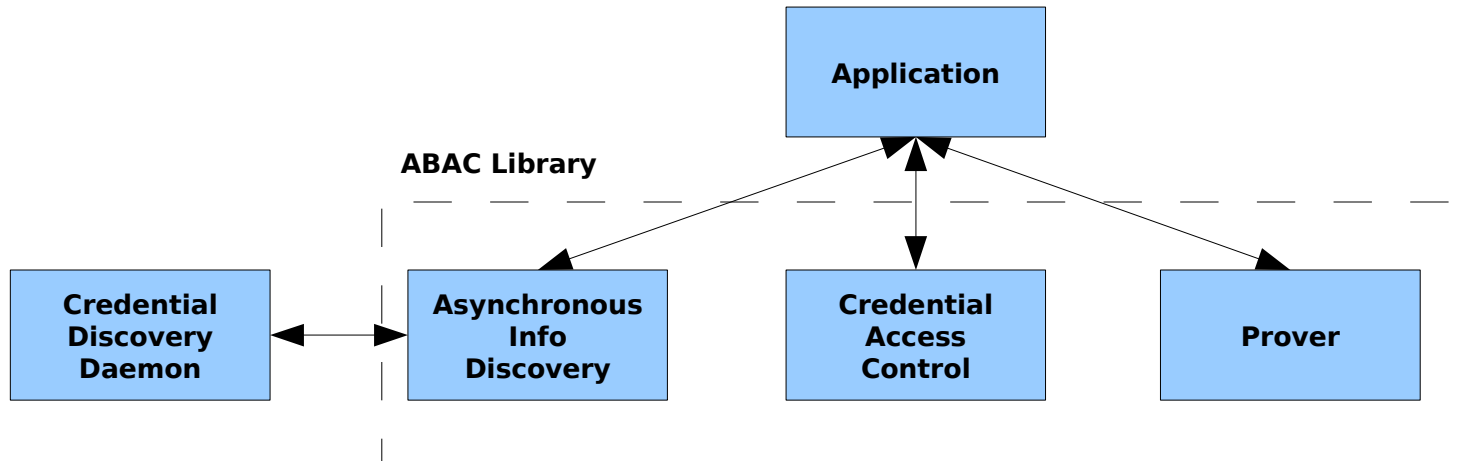 Application
ABAC Library
Credential
Discovery
Daemon
Asynchronous
Info
Discovery
Credential
Access
Control
Prover